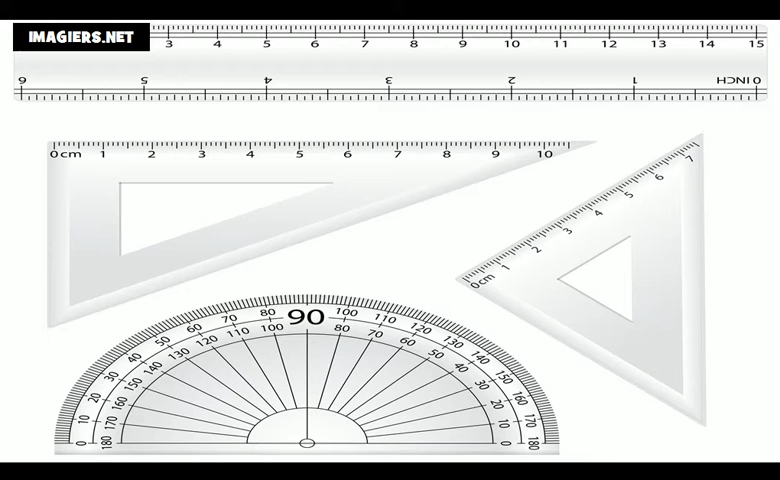 IMAGIERS.NET
3 4 5 6 7 8 9 10 11 12 13 14 15
6 5 4 3 2 1 0 INCH
0cm 1 2 3 4 5 6 7 8 9 10
0cm 1 2 3 4 5 6 7
0 10 20 30 40 50 60 70 80 90 100 110 120 130 140 150 160 170 180
180 170 160 150 140 130 120 110 100 80 70 60 50 40 30 20 10 0